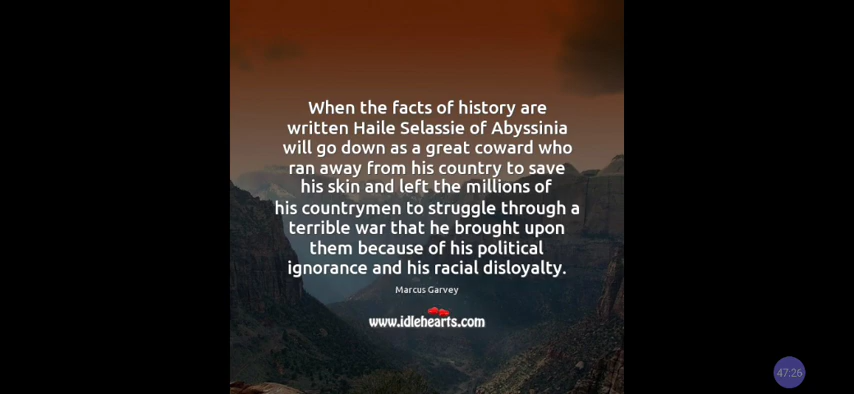 When the facts of history are
written Haile Selassie of Abyssinia
will go down as a great coward who
ran away from his country to save
his skin and left the millions of
his countrymen to struggle through a
terrible war that he brought upon
them because of his political
ignorance and his racial disloyalty.
Marcus Garvey
www.idlehearts.com
47:26